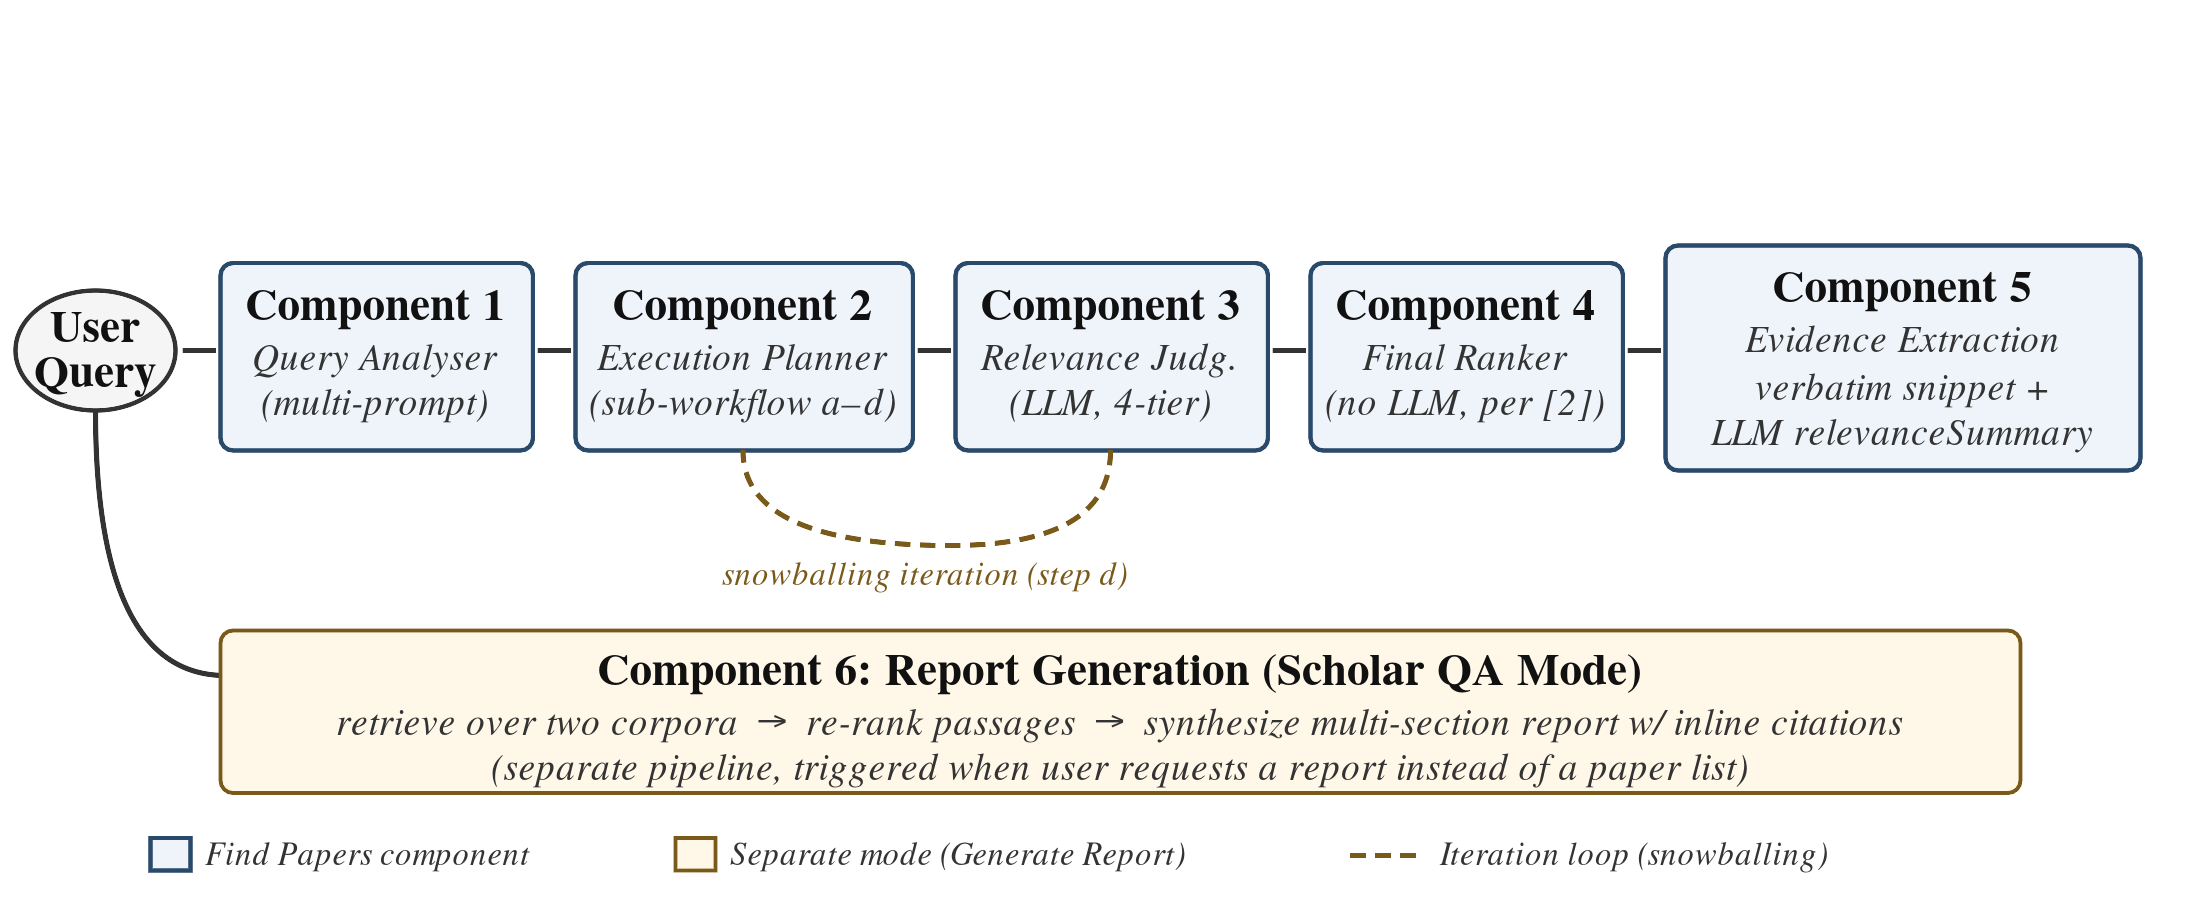 User
Query
Component 1
Query Analyser
(multi-prompt)
Component 2
Execution Planner
(sub-workflow a–d)
Component 3
Relevance Judg.
(LLM, 4-tier)
Component 4
Final Ranker
(no LLM, per [2])
Component 5
Evidence Extraction
verbatim snippet +
LLM relevanceSummary
snowballing iteration (step d)
Component 6: Report Generation (Scholar QA Mode)
retrieve over two corpora → re-rank passages → synthesize multi-section report w/ inline citations
(separate pipeline, triggered when user requests a report instead of a paper list)
Find Papers component
Separate mode (Generate Report)
Iteration loop (snowballing)